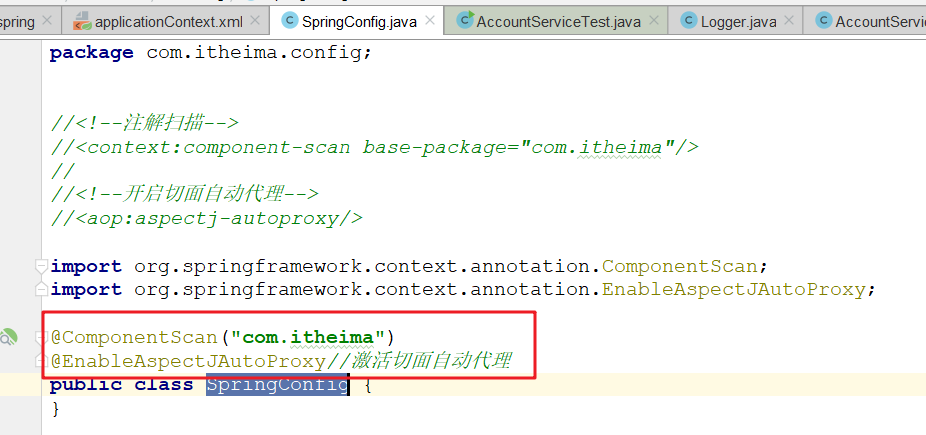 spring
applicationContext.xml
SpringConfig.java
AccountServiceTest.java
Logger.java
AccountServi
package com.itheima.config;
//<!--注解扫描-->
//<context:component-scan base-package="com.itheima"/>
//
//<!--开启切面自动代理-->
//<aop:aspectj-autoproxy/>
import org.springframework.context.annotation.ComponentScan;
import org.springframework.context.annotation.EnableAspectJAutoProxy;
@ComponentScan("com.itheima")
@EnableAspectJAutoProxy//激活切面自动代理
public class SpringConfig {
}